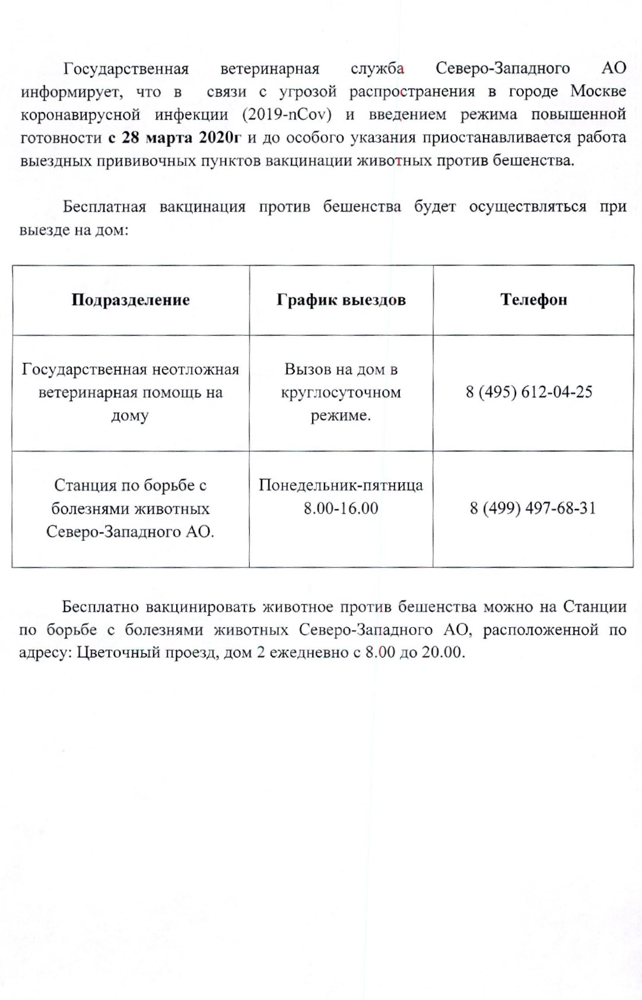 Государственная ветеринарная служба Северо-Западного АО
информирует, что в связи с угрозой распространения в городе Москве
коронавирусной инфекции (2019-nCov) и введением режима повышенной
готовности с 28 марта 2020г и до особого указания приостанавливается работа
выездных прививочных пунктов вакцинации животных против бешенства.
Бесплатная вакцинация против бешенства будет осуществляться при
выезде на дом:
Подразделение График выездов Телефон
Государственная неотложная
ветеринарная помощь на
дому
Вызов на дом в
круглосуточном
режиме.
8 (495) 612-04-25
Станция по борьбе с
болезнями животных
Северо-Западного АО.
Понедельник-пятница
8.00-16.00
8 (499) 497-68-31
Бесплатно вакцинировать животное против бешенства можно на Станции
по борьбе с болезнями животных Северо-Западного АО, расположенной по
адресу: Цветочный проезд, дом 2 ежедневно с 8.00 до 20.00.